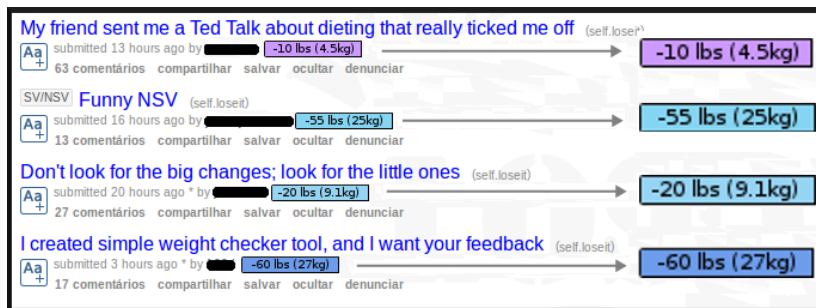 My friend sent me a Ted Talk about dieting that really ticked me off (self.loseit)
Aa+ submitted 13 hours ago by -10 lbs (4.5kg) -10 lbs (4.5kg)
63 comentários compartilhar salvar ocultar denunciar
SV/NSV Funny NSV (self.loseit)
Aa+ submitted 16 hours ago by -55 lbs (25kg) -55 lbs (25kg)
13 comentários compartilhar salvar ocultar denunciar
Don't look for the big changes; look for the little ones (self.loseit)
Aa+ submitted 20 hours ago * by -20 lbs (9.1kg) -20 lbs (9.1kg)
27 comentários compartilhar salvar ocultar denunciar
I created simple weight checker tool, and I want your feedback (self.loseit)
Aa+ submitted 3 hours ago * by -60 lbs (27kg) -60 lbs (27kg)
17 comentários compartilhar salvar ocultar denunciar